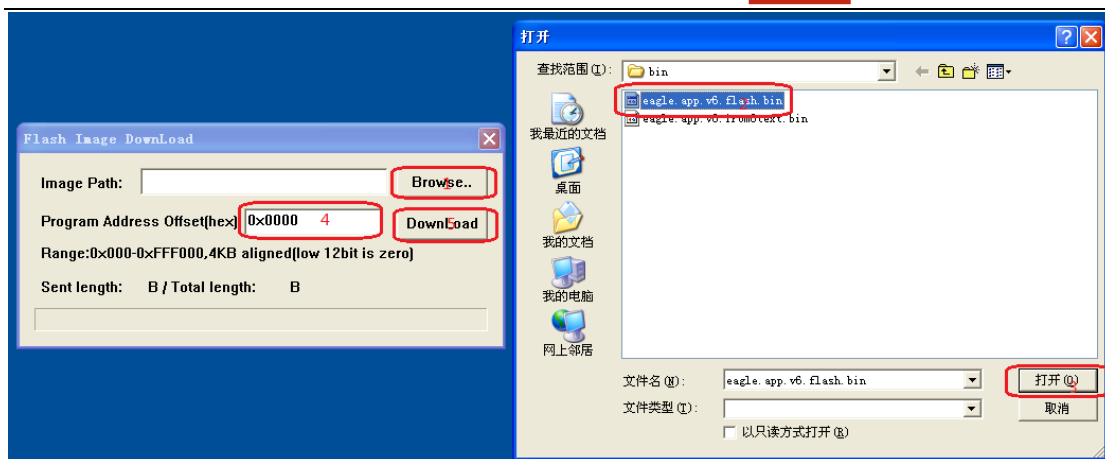 Flash Image DownLoad
Image Path:
Browse..
1
Program Address Offset(hex)
0x0000
4
DownLoad
5
Range:0x000-0xFFF000,4KB aligned(low 12bit is zero)
Sent length: B / Total length: B
打开
查找范围(I):
bin
eagle.app.v6.flash.bin
2
eagle.app.v6.irom0text.bin
我最近的文档
桌面
我的文档
我的电脑
网上邻居
文件名(N):
eagle.app.v6.flash.bin
打开(O)
3
文件类型(T):
取消
以只读方式打开(R)